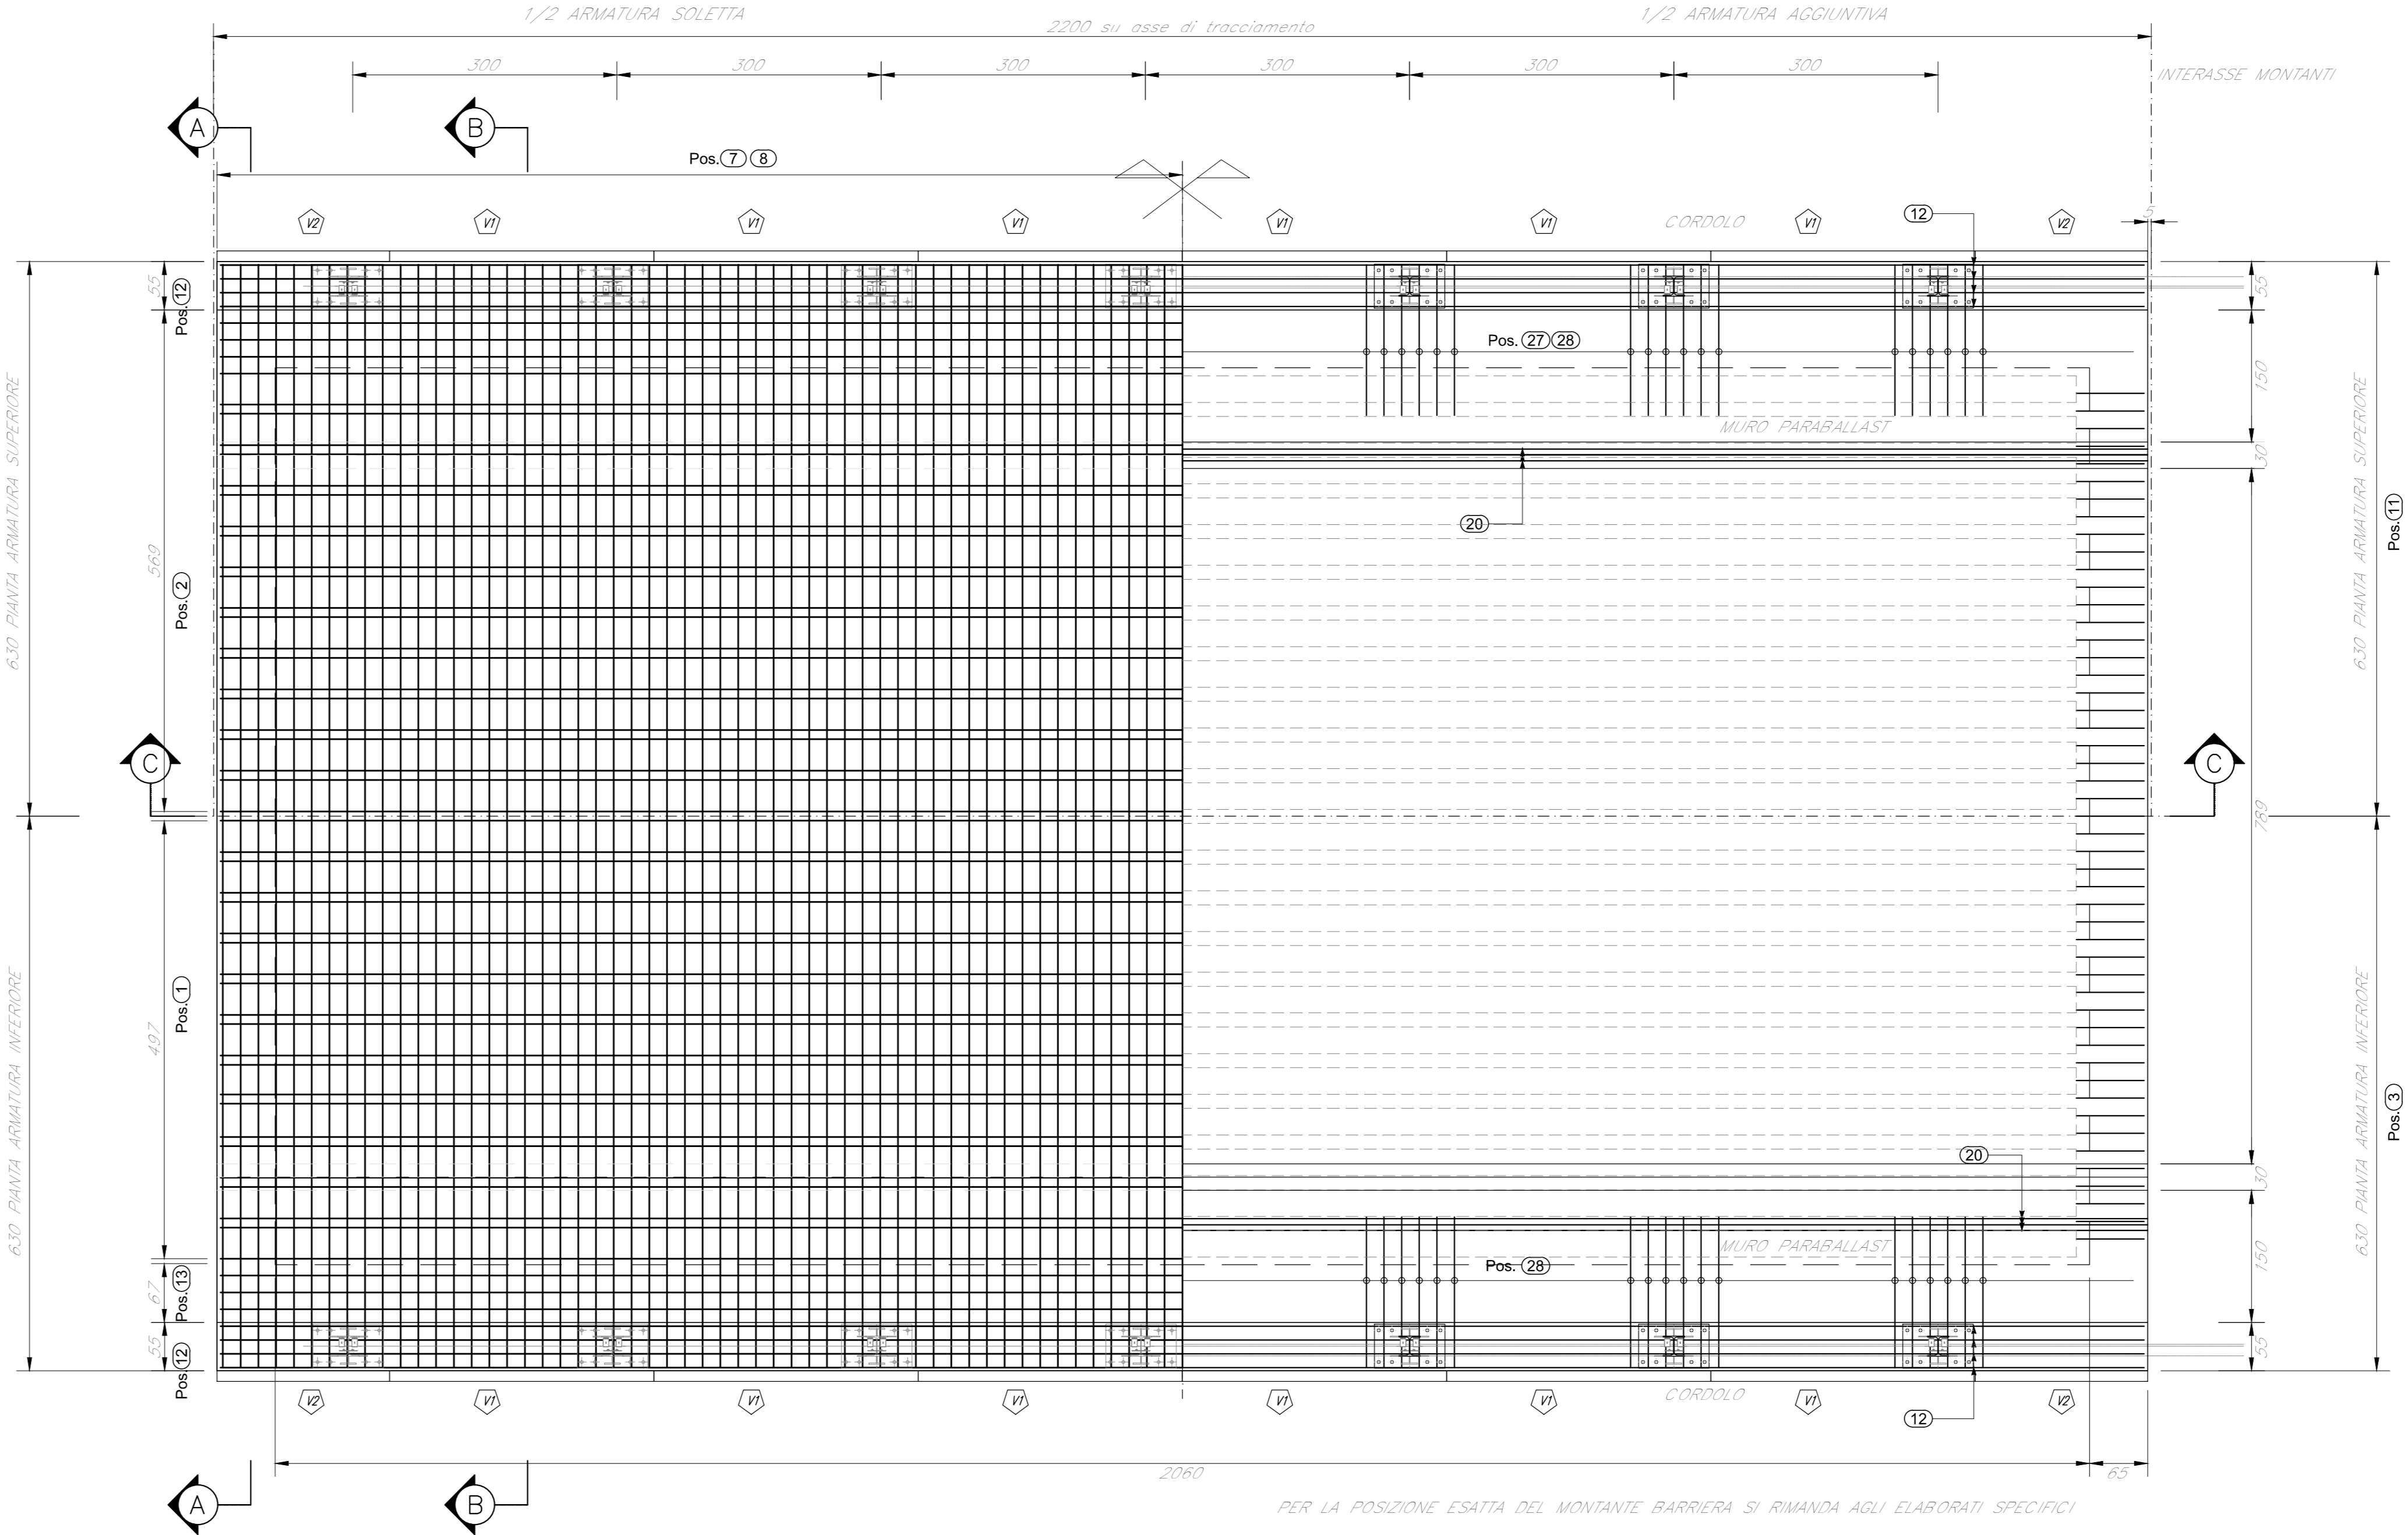 1/2 ARMATURA SOLETTA
1/2 ARMATURA AGGIUNTIVA
2200 su asse di tracciamento
300
300
300
300
300
300
INTERASSE MONTANTI
A
B
Pos. 7 8
V2
V1
V1
V1
V1
V1
CORDOLO
V1
12
V2
5
55
Pos. 12
55
Pos. 27 28
150
MURO PARABALLAST
30
20
630 PIANTA ARMATURA SUPERIORE
569
Pos. 2
630 PIANTA ARMATURA SUPERIORE
Pos. 11
C
C
789
630 PIANTA ARMATURA INFERIORE
497
Pos. 1
630 PIANTA ARMATURA INFERIORE
Pos. 3
20
30
MURO PARABALLAST
150
Pos. 28
67
Pos. 13
55
Pos. 12
55
V2
V1
V1
V1
V1
V1
CORDOLO
V1
12
V2
2060
65
A
B
PER LA POSIZIONE ESATTA DEL MONTANTE BARRIERA SI RIMANDA AGLI ELABORATI SPECIFICI